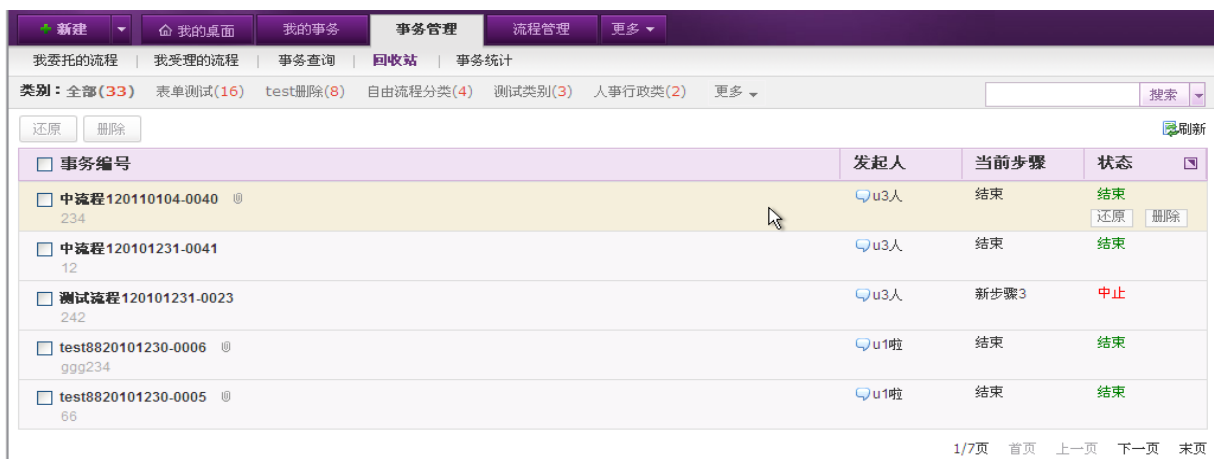 新建 我的桌面 我的事务 事务管理 流程管理 更多
我委托的流程 | 我受理的流程 | 事务查询 | 回收站 | 事务统计
类别：全部(33) 表单测试(16) test删除(8) 自由流程分类(4) 测试类别(3) 人事行政类(2) 更多 搜索
还原 删除 刷新
事务编号 发起人 当前步骤 状态
中流程120110104-0040 u3人 结束 结束
234 还原 删除
中流程120101231-0041 u3人 结束 结束
12
测试流程120101231-0023 u3人 新步骤3 中止
242
test8820101230-0006 u1啦 结束 结束
ggg234
test8820101230-0005 u1啦 结束 结束
66
1/7页 首页 上一页 下一页 末页